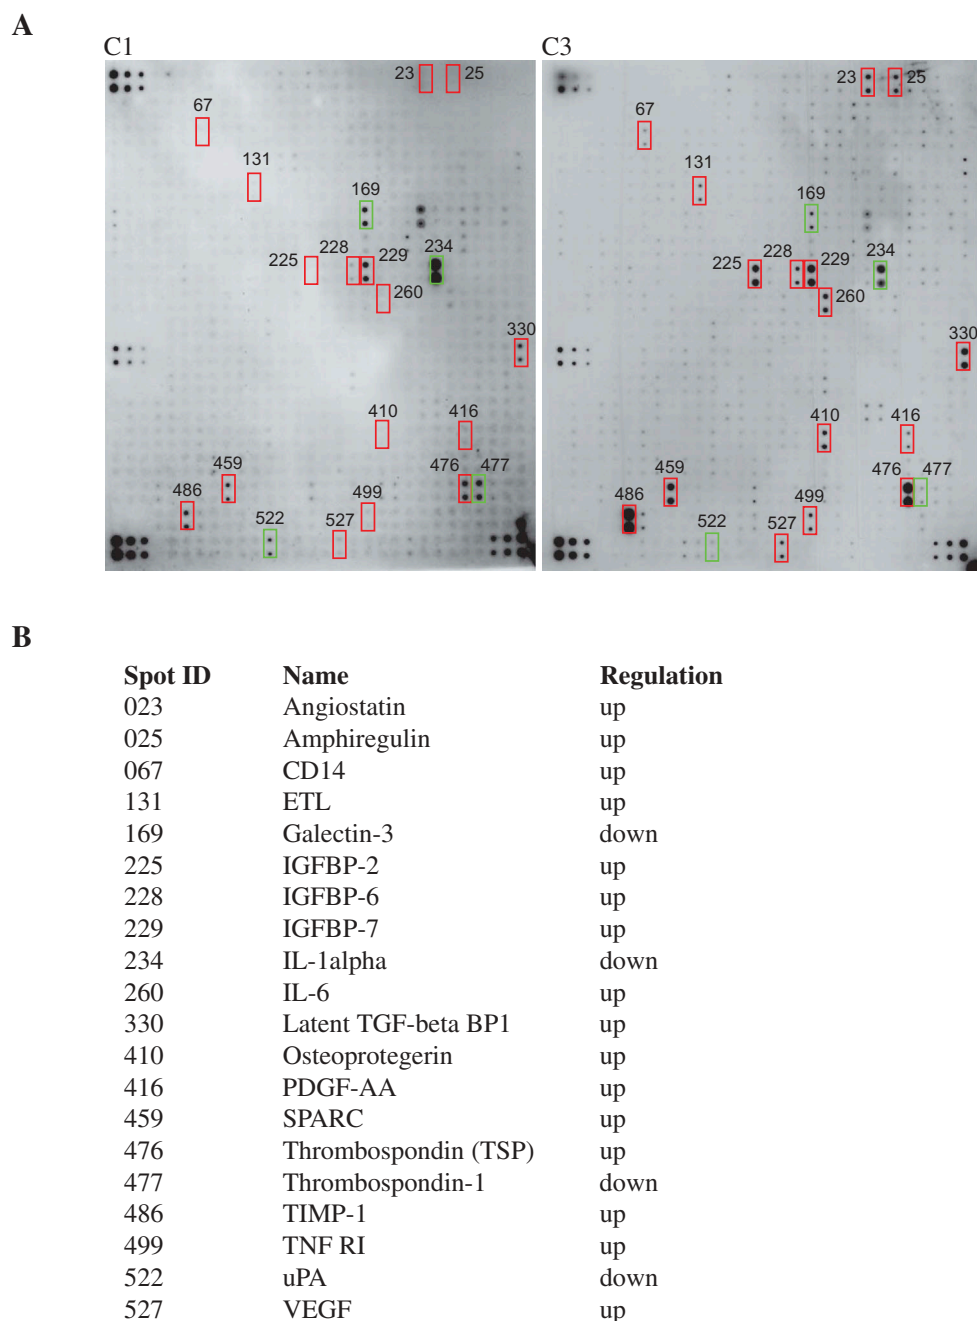 A
C1 C3
23 25 23 25
67 67
131 131
169 169
225 228 229 234 225 228 229 234
260 260
330 330
410 416 410 416
459 476 477 459 476 477
486 499 486 499
522 527 522 527
B
Spot ID Name Regulation
023 Angiostatin up
025 Amphiregulin up
067 CD14 up
131 ETL up
169 Galectin-3 down
225 IGFBP-2 up
228 IGFBP-6 up
229 IGFBP-7 up
234 IL-1alpha down
260 IL-6 up
330 Latent TGF-beta BP1 up
410 Osteoprotegerin up
416 PDGF-AA up
459 SPARC up
476 Thrombospondin (TSP) up
477 Thrombospondin-1 down
486 TIMP-1 up
499 TNF RI up
522 uPA down
527 VEGF up